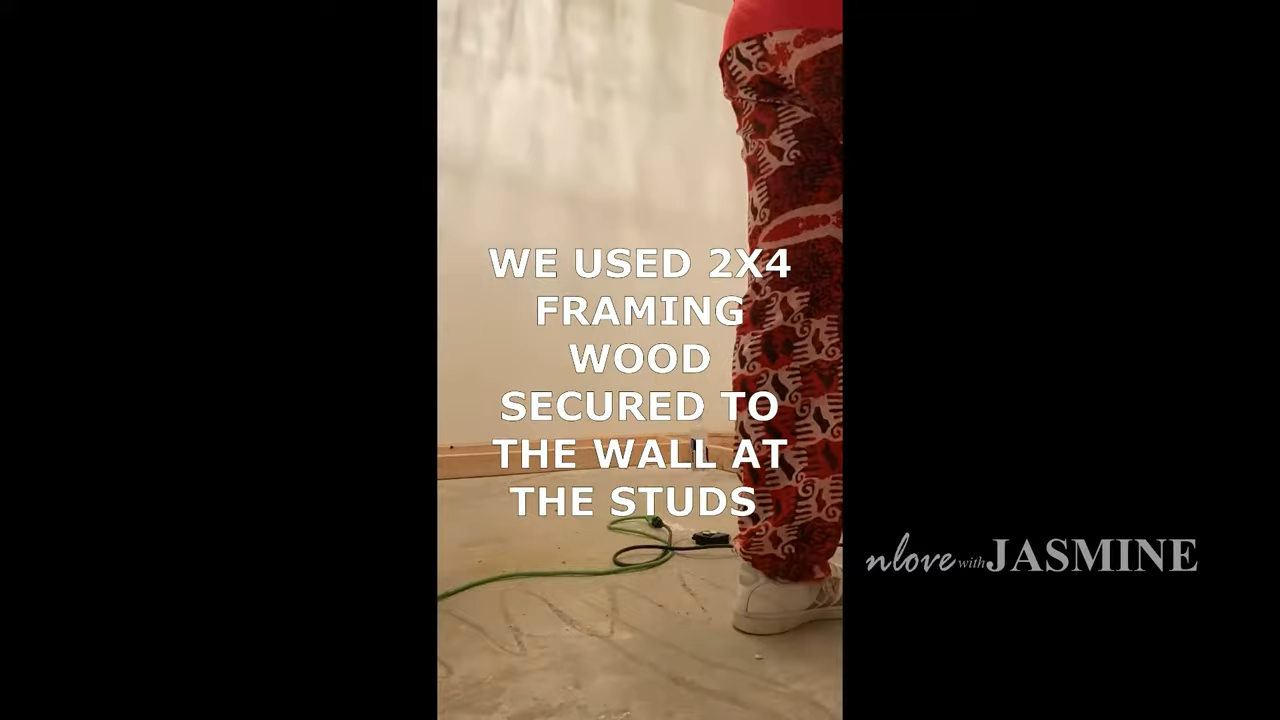 WE USED 2X4
FRAMING
WOOD
SECURED TO
THE WALL AT
THE STUDS
nlove with JASMINE